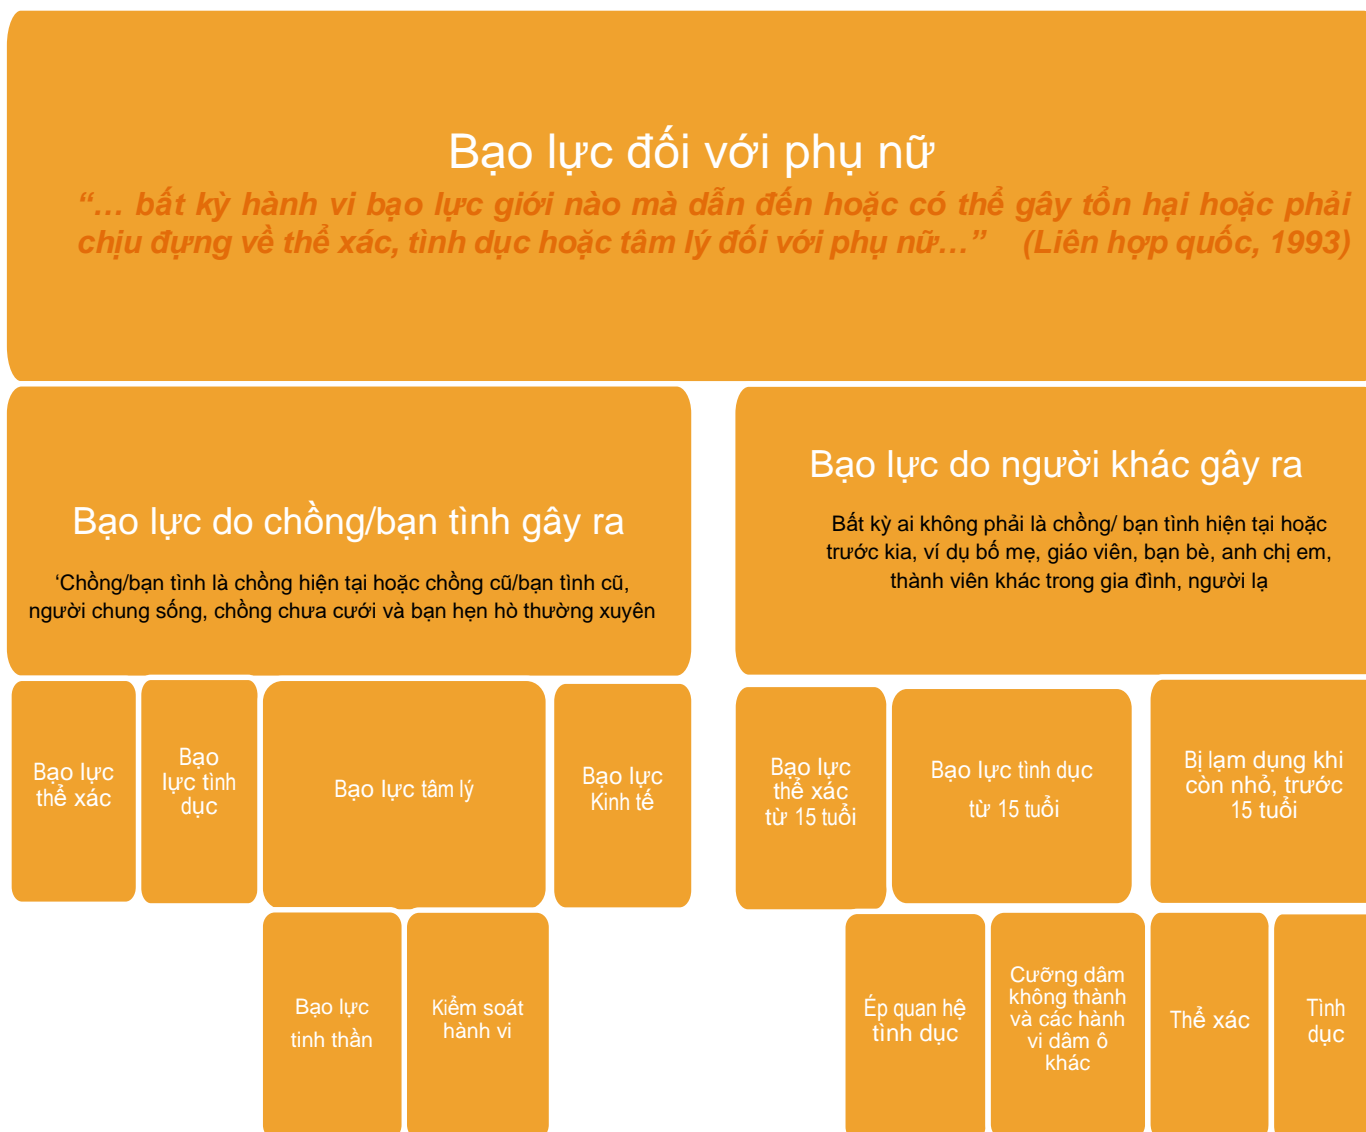 Bạo lực đối với phụ nữ
“… bất kỳ hành vi bạo lực giới nào mà dẫn đến hoặc có thể gây tổn hại hoặc phải
chịu đựng về thể xác, tình dục hoặc tâm lý đối với phụ nữ…” (Liên hợp quốc, 1993)
Bạo lực do chồng/bạn tình gây ra
‘Chồng/bạn tình là chồng hiện tại hoặc chồng cũ/bạn tình cũ,
người chung sống, chồng chưa cưới và bạn hẹn hò thường xuyên
Bạo lực do người khác gây ra
Bất kỳ ai không phải là chồng/ bạn tình hiện tại hoặc
trước kia, ví dụ bố mẹ, giáo viên, bạn bè, anh chị em,
thành viên khác trong gia đình, người lạ
Bạo lực
thể xác
Bạo
lực tình
dục
Bạo lực tâm lý
Bạo lực
Kinh tế
Bạo lực
thể xác
từ 15 tuổi
Bạo lực tình dục
từ 15 tuổi
Bị lạm dụng khi
còn nhỏ, trước
15 tuổi
Bạo lực
tinh thần
Kiểm soát
hành vi
Ép quan hệ
tình dục
Cưỡng dâm
không thành
và các hành
vi dâm ô
khác
Thể xác
Tình
dục